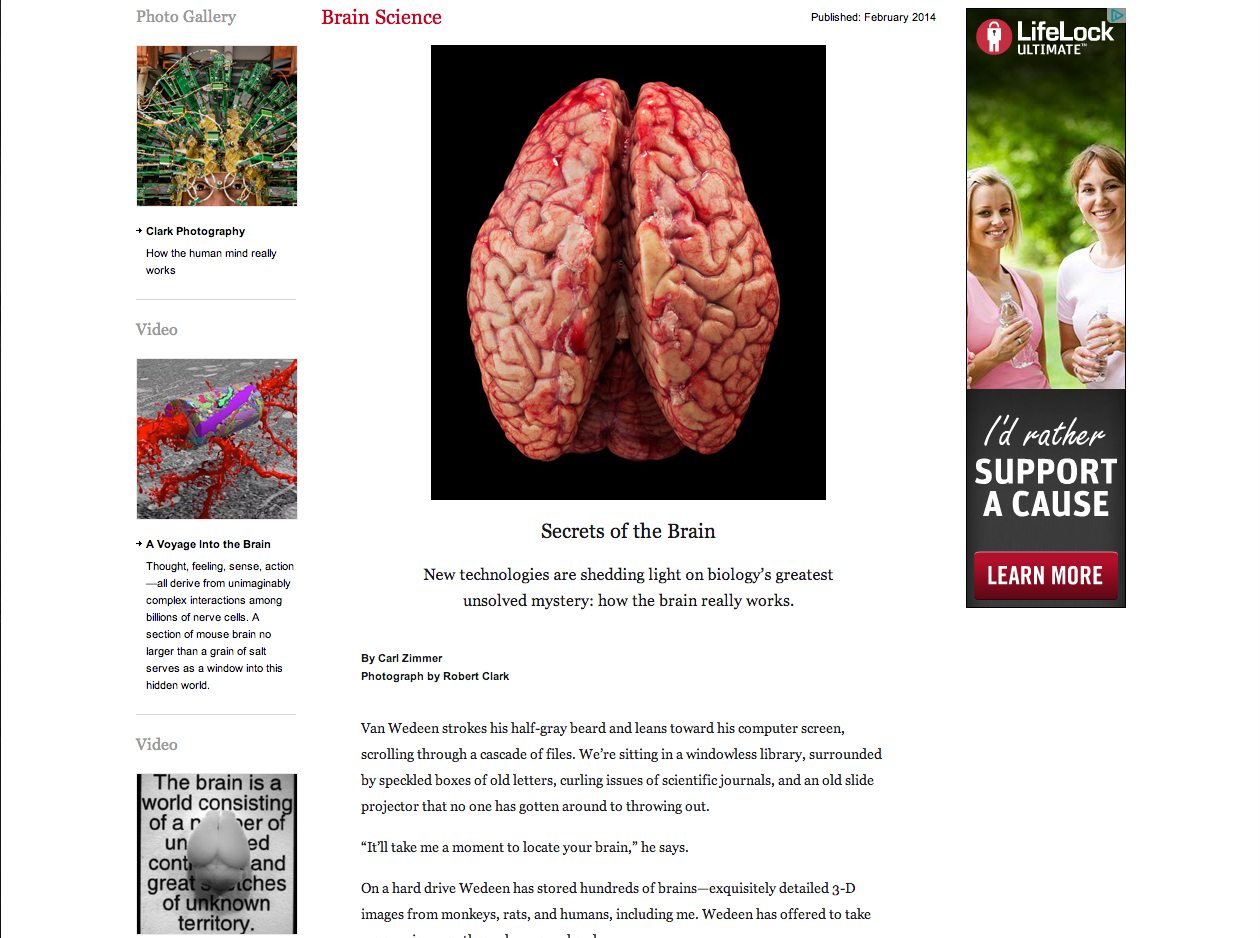 Photo Gallery
Clark Photography
How the human mind really
works
Video
A Voyage Into the Brain
Thought, feeling, sense, action
—all derive from unimaginably
complex interactions among
billions of nerve cells. A
section of mouse brain no
larger than a grain of salt
serves as a window into this
hidden world.
Video
The brain is a
world consisting
of a n er of
un ed
cont and
great s tches
of unknown
territory.
Brain Science
Published: February 2014
Secrets of the Brain
New technologies are shedding light on biology’s greatest
unsolved mystery: how the brain really works.
By Carl Zimmer
Photograph by Robert Clark
Van Wedeen strokes his half-gray beard and leans toward his computer screen,
scrolling through a cascade of files. We’re sitting in a windowless library, surrounded
by speckled boxes of old letters, curling issues of scientific journals, and an old slide
projector that no one has gotten around to throwing out.
“It’ll take me a moment to locate your brain,” he says.
On a hard drive Wedeen has stored hundreds of brains—exquisitely detailed 3-D
images from monkeys, rats, and humans, including me. Wedeen has offered to take
LifeLock
ULTIMATE™
I'd rather
SUPPORT
A CAUSE
LEARN MORE